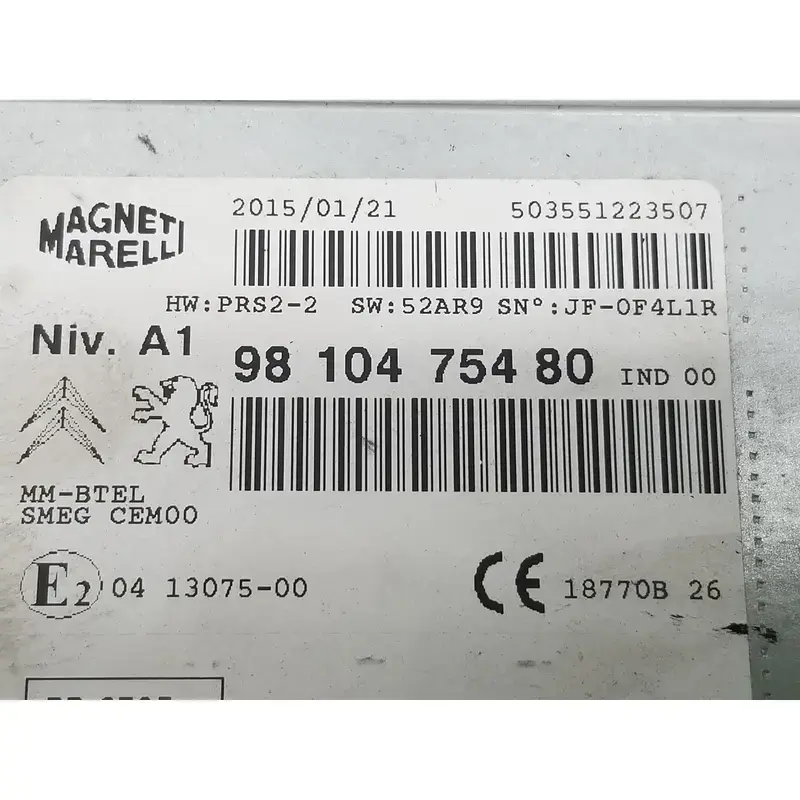 MAGNETI
MARELLI
2015/01/21 503551223507
HW:PRS2-2 SW:52AR9 SN°:JF-0F4L1R
Niv. A1
98 104 754 80 IND 00
MM-BTEL
SMEG CEM00
E2 04 13075-00
CE 18770B 26